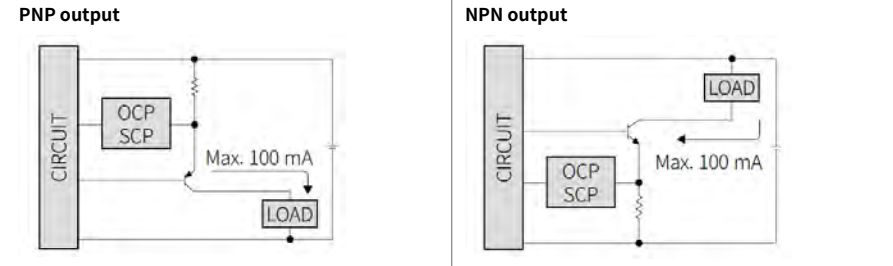 PNP output
CIRCUIT
OCP
SCP
Max. 100 mA
LOAD
NPN output
CIRCUIT
LOAD
Max. 100 mA
OCP
SCP